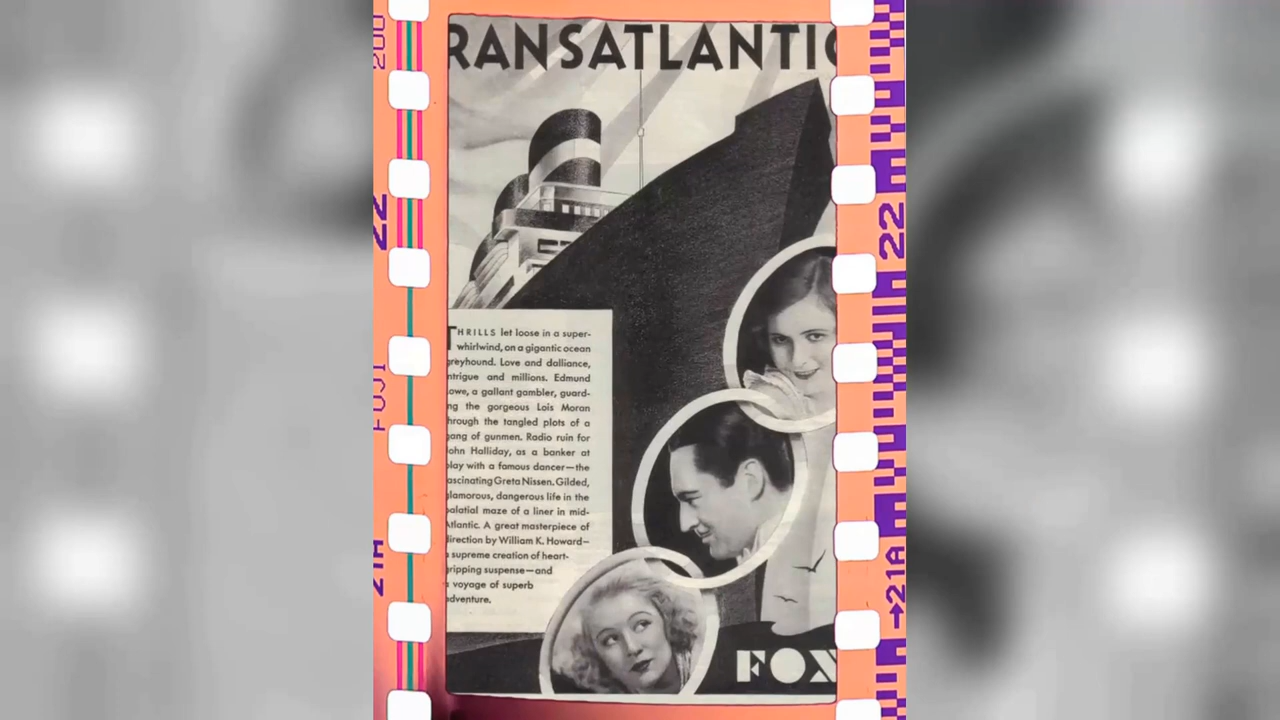 RANSATLANTIC
THRILLS let loose in a super-
whirlwind, on a gigantic ocean
greyhound. Love and dalliance,
ntrigue and millions. Edmund
owe, a gallant gambler, guard-
ng the gorgeous Lois Moran
hrough the tangled plots of a
gang of gunmen. Radio ruin for
ohn Halliday, as a banker at
play with a famous dancer—the
ascinating Greta Nissen. Gilded,
glamorous, dangerous life in the
palatial maze of a liner in mid-
Atlantic. A great masterpiece of
direction by William K. Howard—
a supreme creation of heart-
gripping suspense—and
a voyage of superb
adventure.
FOX
200
22
FUJI
21A
22
→21A